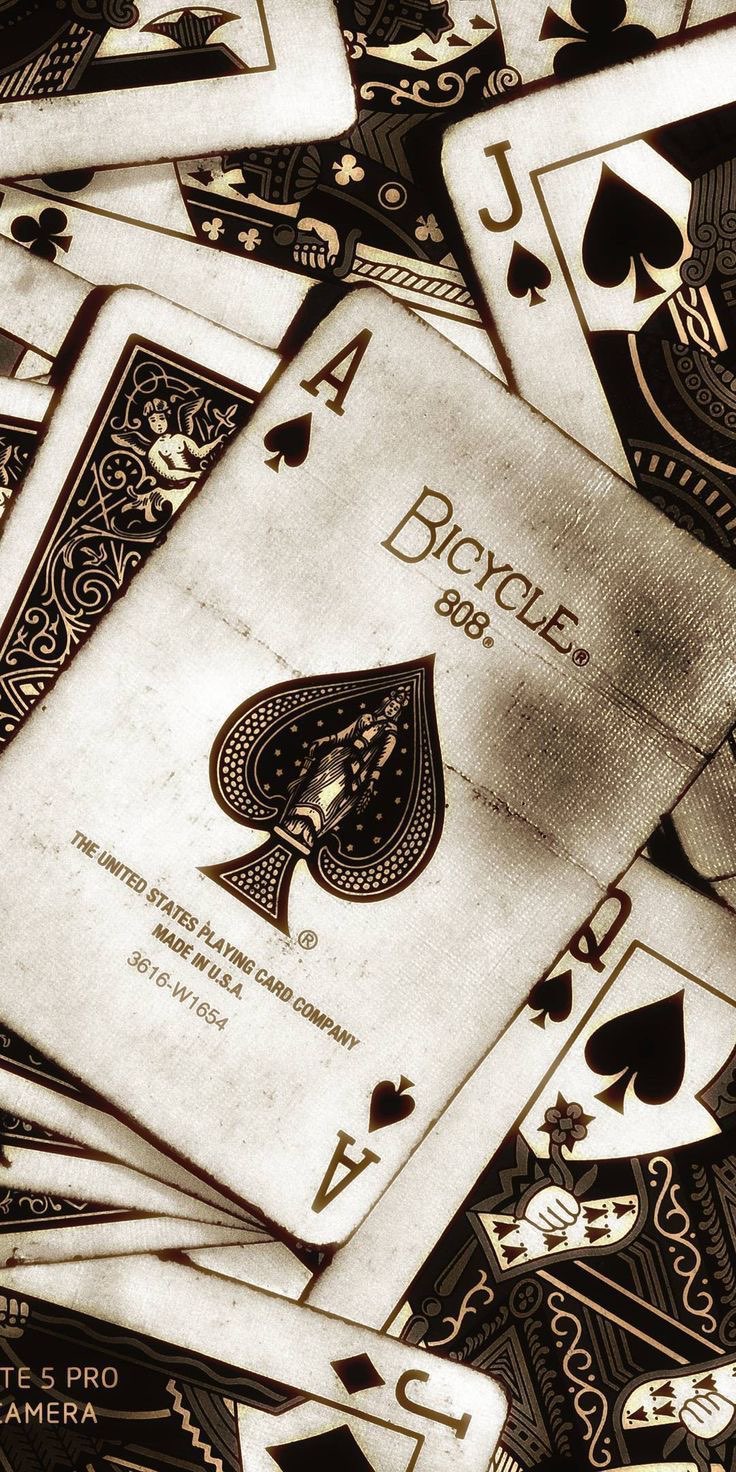 J
A
BICYCLE®
808®
®
THE UNITED STATES PLAYING CARD COMPANY
MADE IN U.S.A.
3616-W1654
Q
A
J
TE 5 PRO
CAMERA